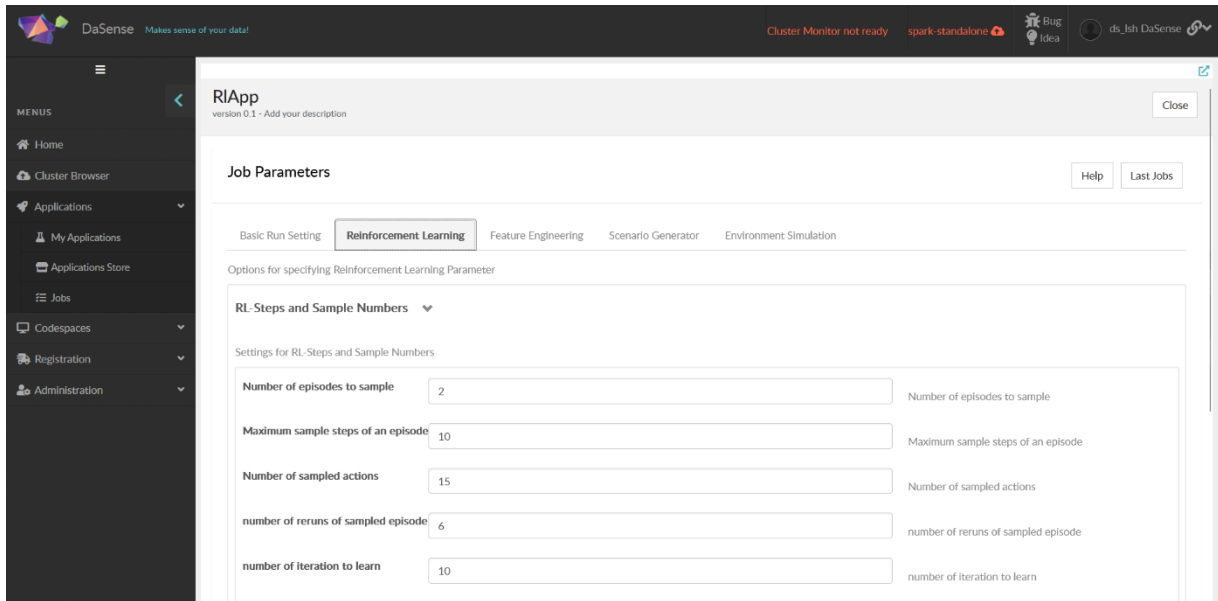 DaSense Makes sense of your data!
Cluster Monitor not ready spark-standalone Bug Idea ds_lsh DaSense
MENUS
Home
Cluster Browser
Applications
My Applications
Applications Store
Jobs
Codespaces
Registration
Administration
RlApp
version 0.1 - Add your description
Close
Job Parameters
Help Last Jobs
Basic Run Setting Reinforcement Learning Feature Engineering Scenario Generator Environment Simulation
Options for specifying Reinforcement Learning Parameter
RL-Steps and Sample Numbers
Settings for RL-Steps and Sample Numbers
Number of episodes to sample 2 Number of episodes to sample
Maximum sample steps of an episode 10 Maximum sample steps of an episode
Number of sampled actions 15 Number of sampled actions
number of reruns of sampled episode 6 number of reruns of sampled episode
number of iteration to learn 10 number of iteration to learn